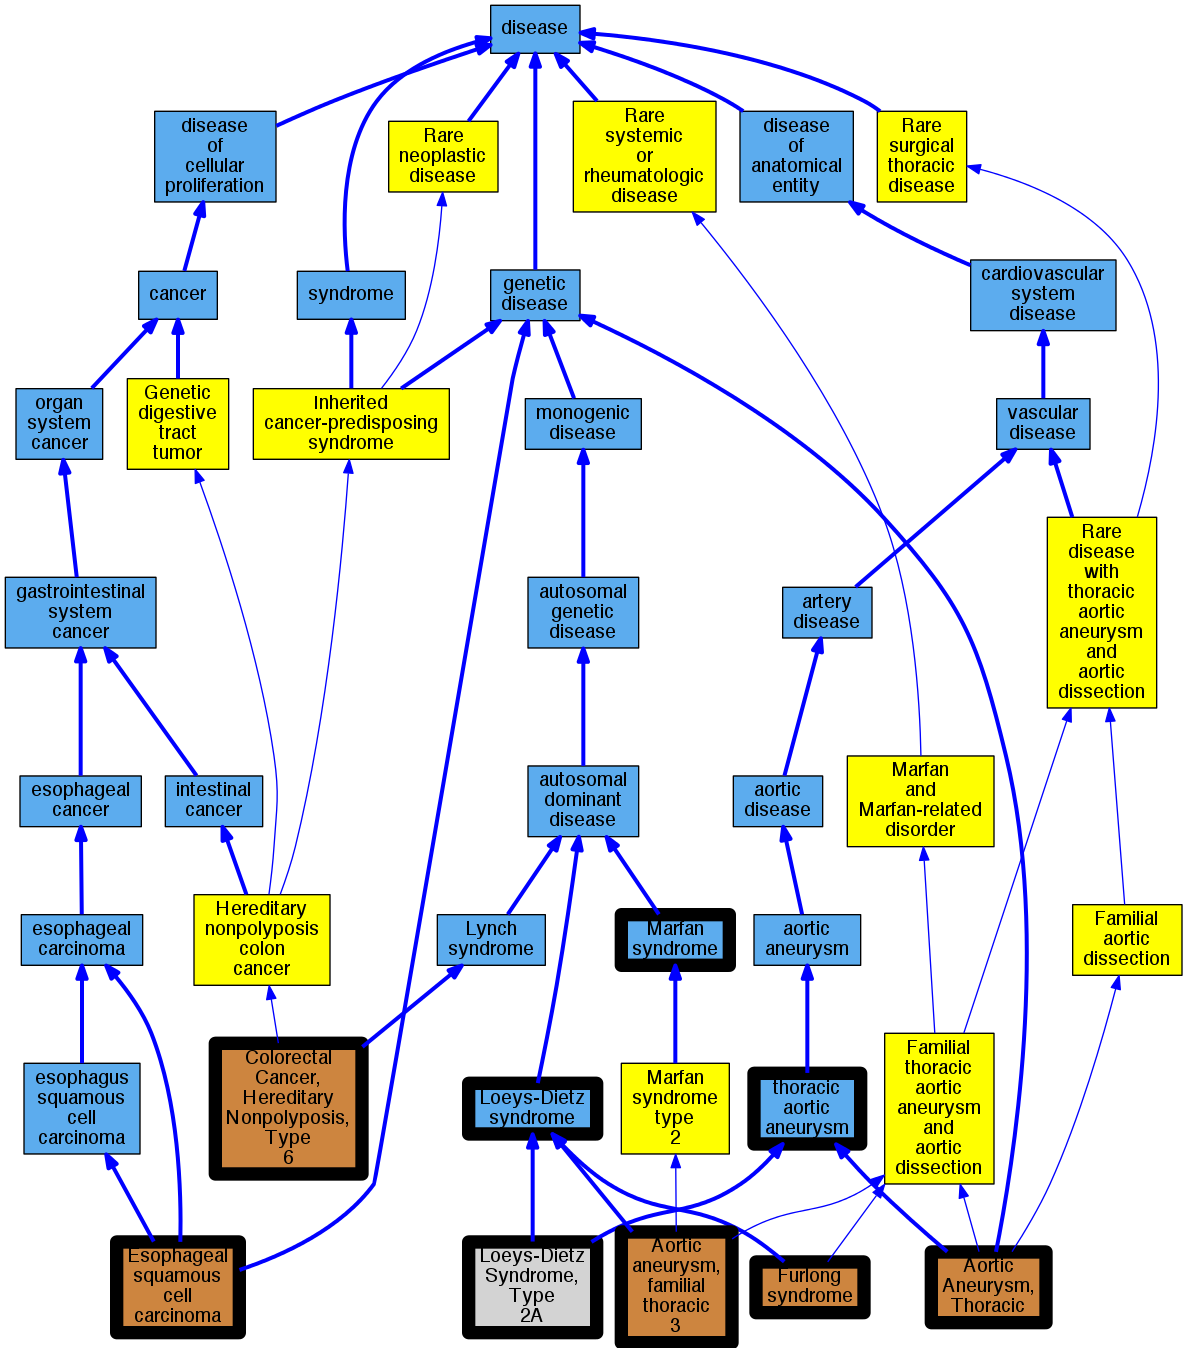 disease
disease
of
cellular
proliferation
Rare
neoplastic
disease
Rare
systemic
or
rheumatologic
disease
disease
of
anatomical
entity
Rare
surgical
thoracic
disease
cancer
syndrome
genetic
disease
cardiovascular
system
disease
organ
system
cancer
Genetic
digestive
tract
tumor
Inherited
cancer-predisposing
syndrome
monogenic
disease
vascular
disease
Rare
disease
with
thoracic
aortic
aneurysm
and
aortic
dissection
gastrointestinal
system
cancer
autosomal
genetic
disease
artery
disease
esophageal
cancer
intestinal
cancer
autosomal
dominant
disease
aortic
disease
Marfan
and
Marfan-related
disorder
esophageal
carcinoma
Hereditary
nonpolyposis
colon
cancer
Lynch
syndrome
Marfan
syndrome
aortic
aneurysm
Familial
aortic
dissection
esophagus
squamous
cell
carcinoma
Colorectal
Cancer,
Hereditary
Nonpolyposis,
Type
6
Loeys-Dietz
syndrome
Marfan
syndrome
type
2
thoracic
aortic
aneurysm
Familial
thoracic
aortic
aneurysm
and
aortic
dissection
Esophageal
squamous
cell
carcinoma
Loeys-Dietz
Syndrome,
Type
2A
Aortic
aneurysm,
familial
thoracic
3
Furlong
syndrome
Aortic
Aneurysm,
Thoracic